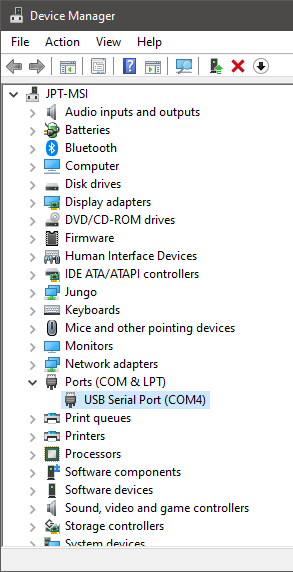 Device Manager
File Action View Help
JPT-MSI
Audio inputs and outputs
Batteries
Bluetooth
Computer
Disk drives
Display adapters
DVD/CD-ROM drives
Firmware
Human Interface Devices
IDE ATA/ATAPI controllers
Jungo
Keyboards
Mice and other pointing devices
Monitors
Network adapters
Ports (COM & LPT)
USB Serial Port (COM4)
Print queues
Printers
Processors
Software components
Software devices
Sound, video and game controllers
Storage controllers
System devices